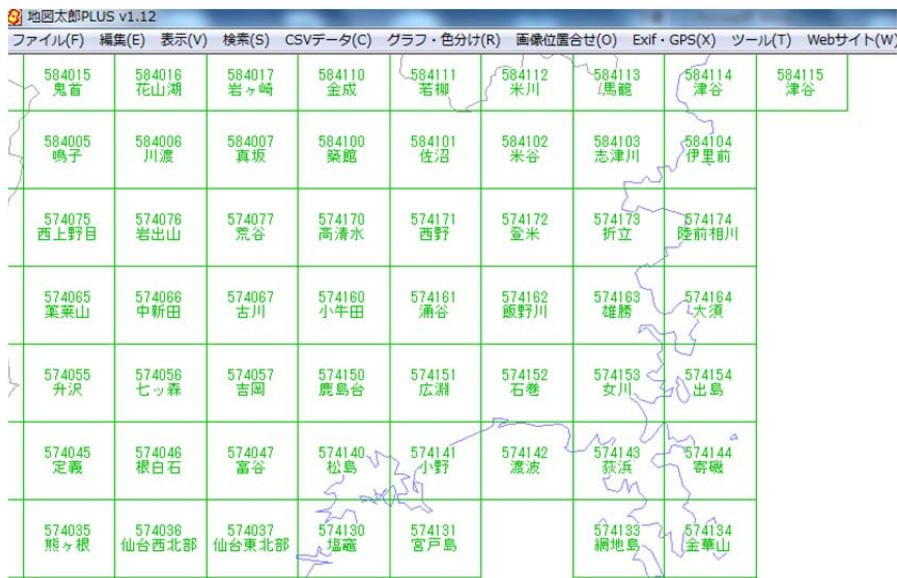 地図太郎PLUS v1.12
ファイル(F) 編集(E) 表示(V) 検索(S) CSVデータ(C) グラフ・色分け(R) 画像位置合せ(O) Exif・GPS(X) ツール(T) Webサイト(W)
584015 584016 584017 584110 584111 584112 584113 584114 584115
鬼首 花山湖 岩ヶ崎 金成 若柳 米川 馬籠 津谷 津谷
584005 584006 584007 584100 584101 584102 584103 584104
鳴子 川渡 真坂 築館 佐沼 米谷 志津川 伊里前
574075 574076 574077 574170 574171 574172 574173 574174
西上野目 岩出山 荒谷 高清水 西野 登米 折立 陸前相川
574065 574066 574067 574160 574161 574162 574163 574164
薬莱山 中新田 古川 小牛田 涌谷 飯野川 雄勝 大須
574055 574056 574057 574150 574151 574152 574153 574154
升沢 七ッ森 吉岡 鹿島台 広淵 石巻 女川 出島
574045 574046 574047 574140 574141 574142 574143 574144
定義 根白石 富谷 松島 小野 渡波 荻浜 寄磯
574035 574036 574037 574130 574131 574133 574134
熊ヶ根 仙台西北部 仙台東北部 塩竈 宮戸島 網地島 金華山